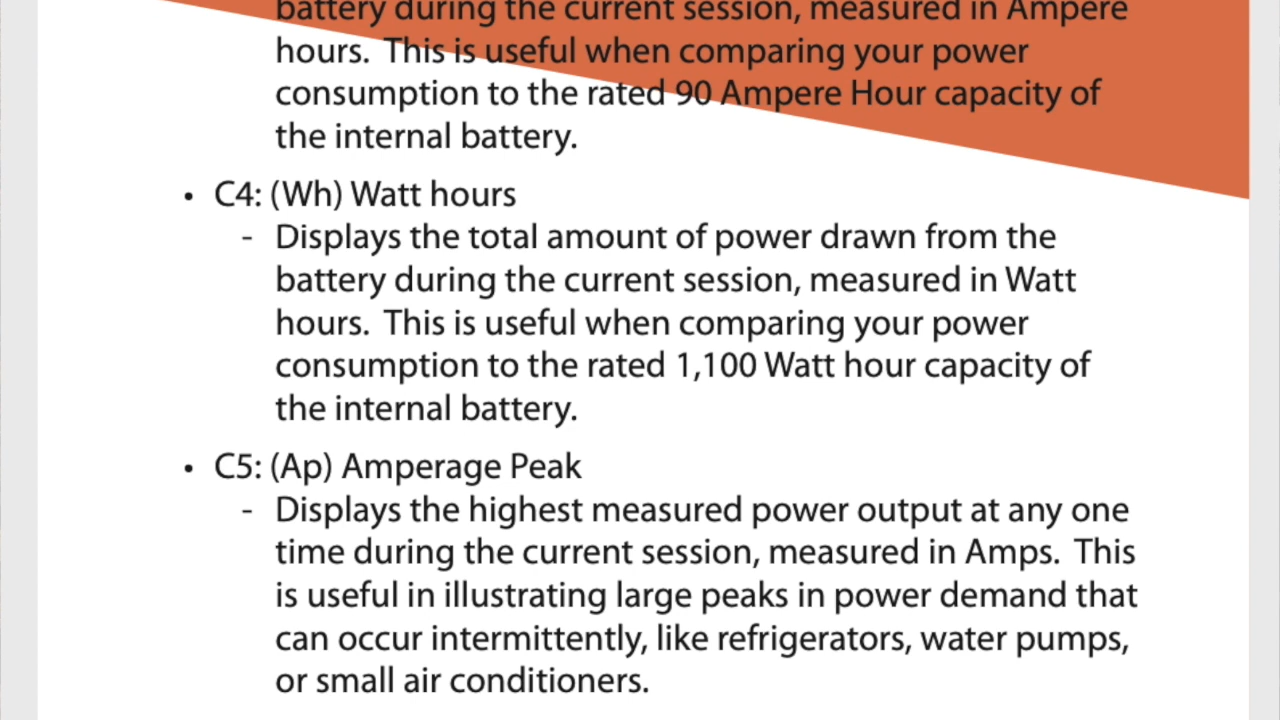 battery during the current session, measured in Ampere
hours.  This is useful when comparing your power
consumption to the rated 90 Ampere Hour capacity of
the internal battery.
• C4: (Wh) Watt hours
- Displays the total amount of power drawn from the
battery during the current session, measured in Watt
hours.  This is useful when comparing your power
consumption to the rated 1,100 Watt hour capacity of
the internal battery.
• C5: (Ap) Amperage Peak
- Displays the highest measured power output at any one
time during the current session, measured in Amps.  This
is useful in illustrating large peaks in power demand that
can occur intermittently, like refrigerators, water pumps,
or small air conditioners.